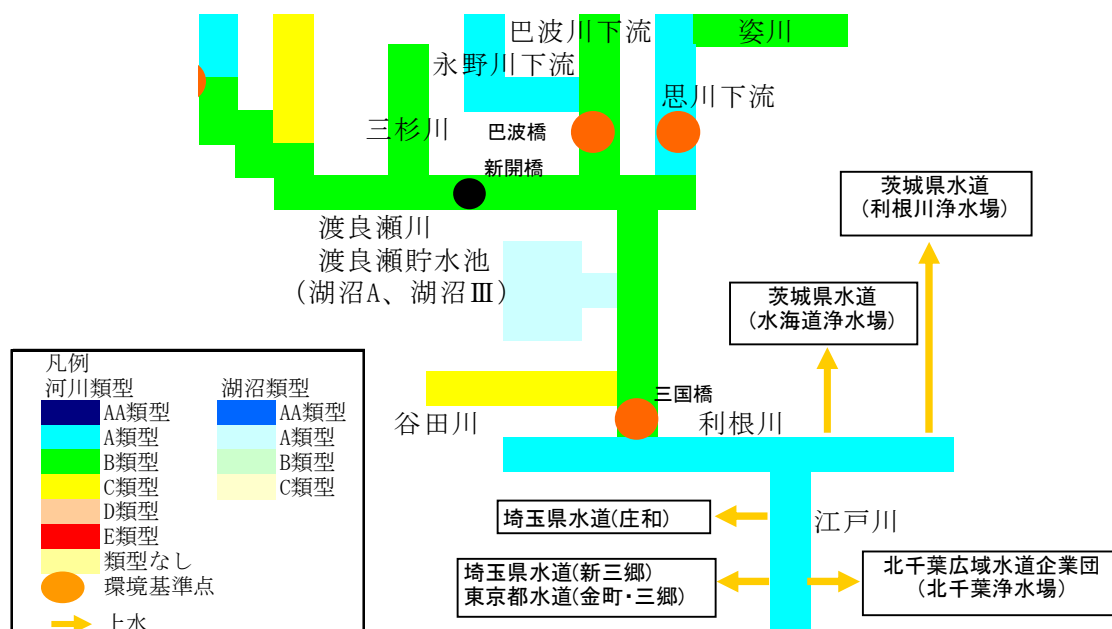 巴波川下流
姿川
永野川下流
思川下流
三杉川
巴波橋
新開橋
茨城県水道
(利根川浄水場)
渡良瀬川
渡良瀬貯水池
(湖沼A、湖沼Ⅲ)
茨城県水道
(水海道浄水場)
三国橋
谷田川
利根川
凡例
河川類型
AA類型
A類型
B類型
C類型
D類型
E類型
類型なし
環境基準点
上水
湖沼類型
AA類型
A類型
B類型
C類型
埼玉県水道(庄和)
江戸川
埼玉県水道(新三郷)
東京都水道(金町・三郷)
北千葉広域水道企業団
(北千葉浄水場)